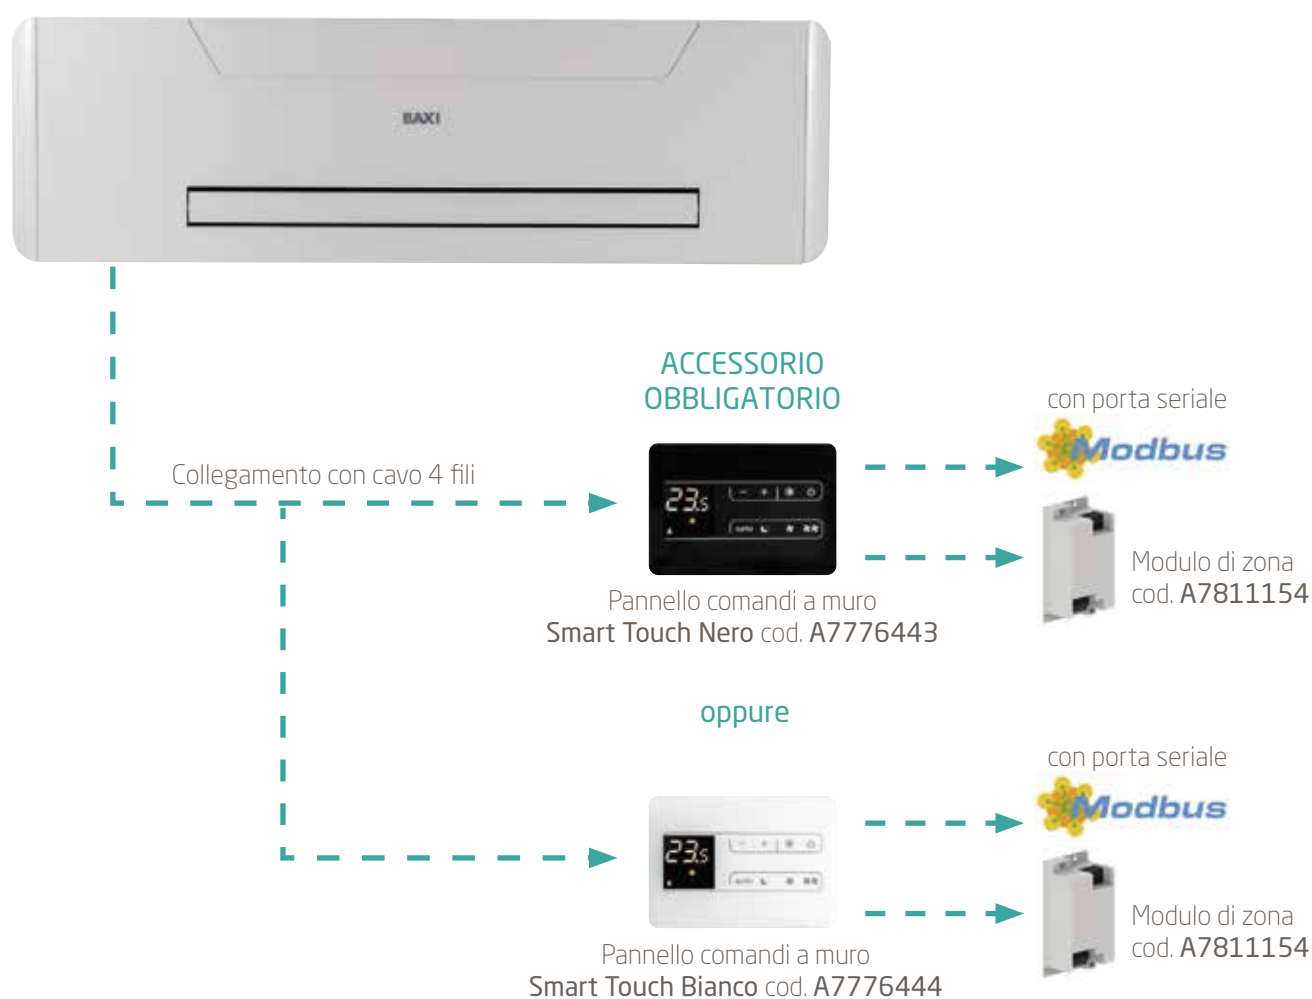 BAXI
ACCESSORIO
OBBLIGATORIO
con porta seriale
Modbus
Collegamento con cavo 4 fili
23.5
AUTO
Modulo di zona
cod. A7811154
Pannello comandi a muro
Smart Touch Nero cod. A7776443
oppure
con porta seriale
Modbus
23.5
AUTO
Modulo di zona
cod. A7811154
Pannello comandi a muro
Smart Touch Bianco cod. A7776444